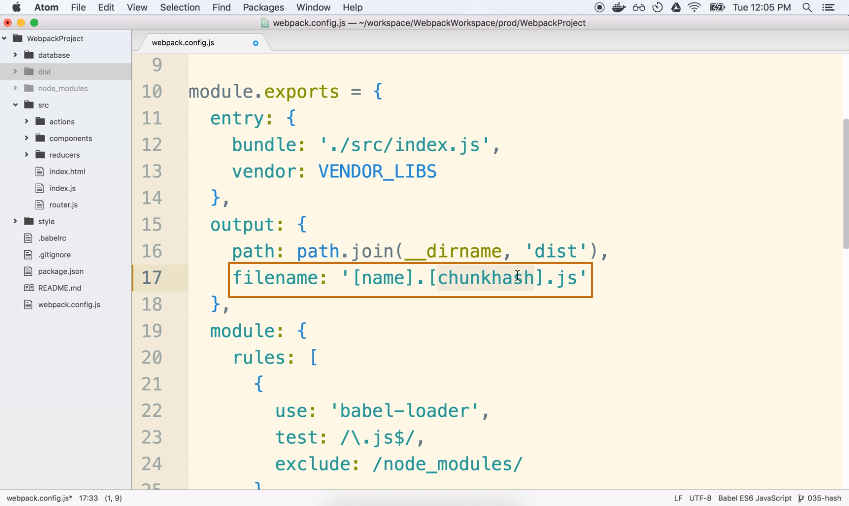 Atom File Edit View Selection Find Packages Window Help Tue 12:05 PM
webpack.config.js — ~/workspace/WebpackWorkspace/prod/WebpackProject
WebpackProject
database
dist
node_modules
src
actions
components
reducers
index.html
index.js
router.js
style
.babelrc
.gitignore
package.json
README.md
webpack.config.js
webpack.config.js
9
10 module.exports = {
11 entry: {
12 bundle: './src/index.js',
13 vendor: VENDOR_LIBS
14 },
15 output: {
16 path: path.join(__dirname, 'dist'),
17 filename: '[name].[chunkhash].js'
18 },
19 module: {
20 rules: [
21 {
22 use: 'babel-loader',
23 test: /\.js$/,
24 exclude: /node_modules/
25 }
webpack.config.js* 17:33 (1, 9) LF UTF-8 Babel ES6 JavaScript 035-hash